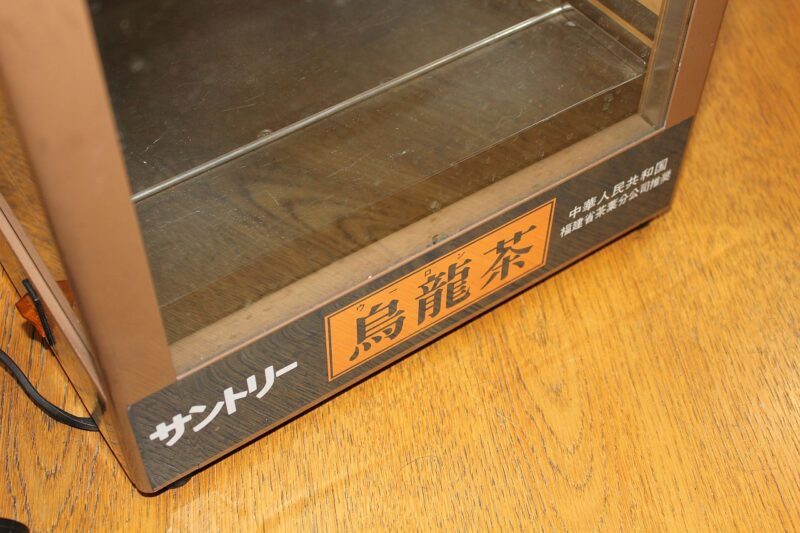 サントリー
ウーロン
烏龍茶
中華人民共和国
福建省茶葉分公司推奨